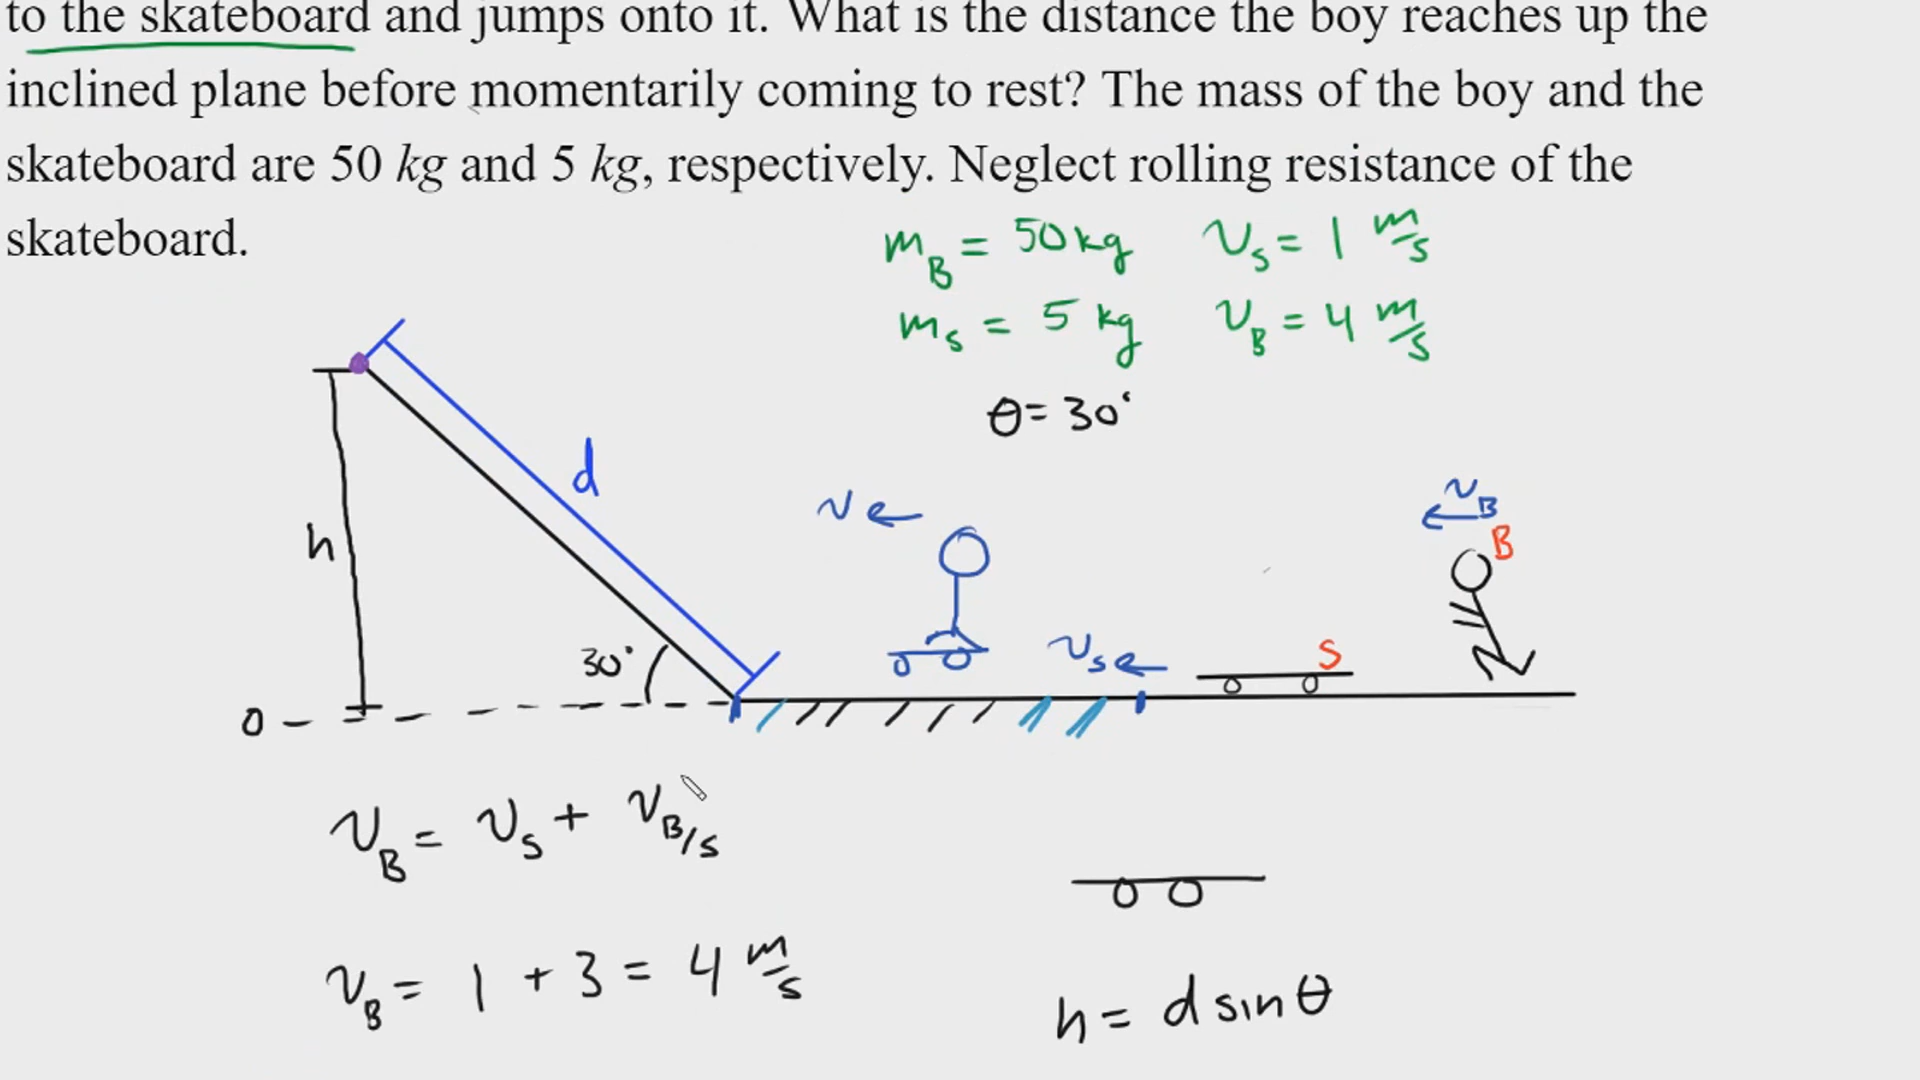 to the skateboard and jumps onto it. What is the distance the boy reaches up the
inclined plane before momentarily coming to rest? The mass of the boy and the
skateboard are 50 kg and 5 kg, respectively. Neglect rolling resistance of the
skateboard.
m_B = 50 kg   v_S = 1 m/s
m_S = 5 kg   v_B = 4 m/s
θ = 30°
d
v ←
v_B
B
h
30°
v_S ←
S
0
v_B = v_S + v_B/S
v_B = 1 + 3 = 4 m/s
h = d sin θ